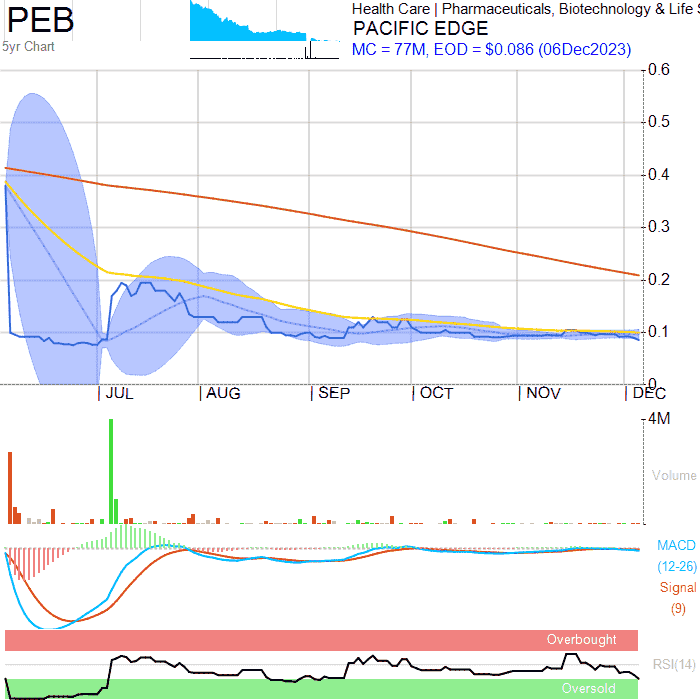 PEB
5yr Chart
Health Care | Pharmaceuticals, Biotechnology & Life S
PACIFIC EDGE
MC = 77M, EOD = $0.086 (06Dec2023)
0.6
0.5
0.4
0.3
0.2
0.1
0
JUL AUG SEP OCT NOV DEC
4M
Volume
MACD
(12-26)
Signal
(9)
Overbought
RSI(14)
Oversold